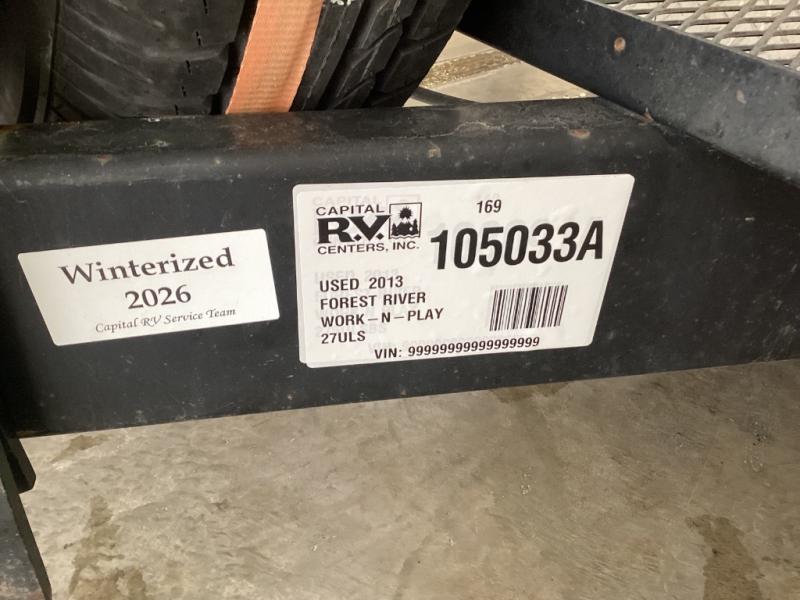 Winterized
2026
Capital RV Service Team
CAPITAL
R.V.
CENTERS, INC.
169
105033A
USED 2013
FOREST RIVER
WORK-N-PLAY
27ULS
VIN: 99999999999999999